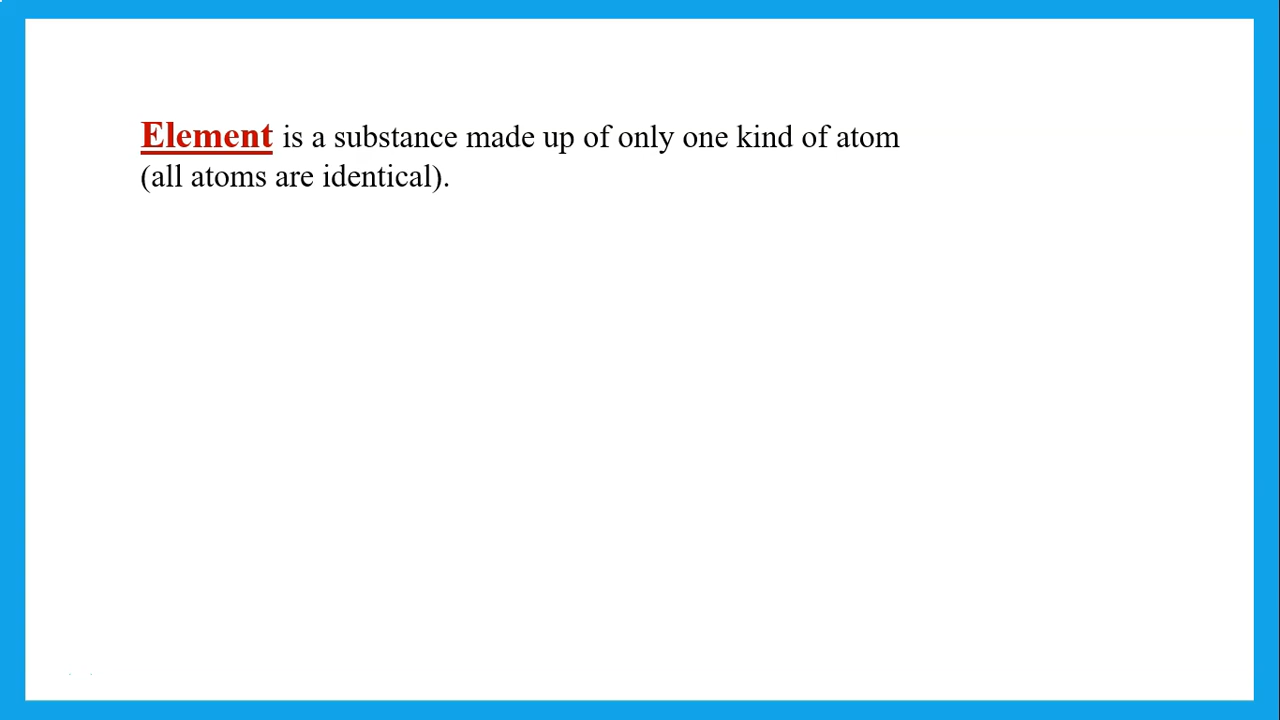 Element is a substance made up of only one kind of atom
(all atoms are identical).